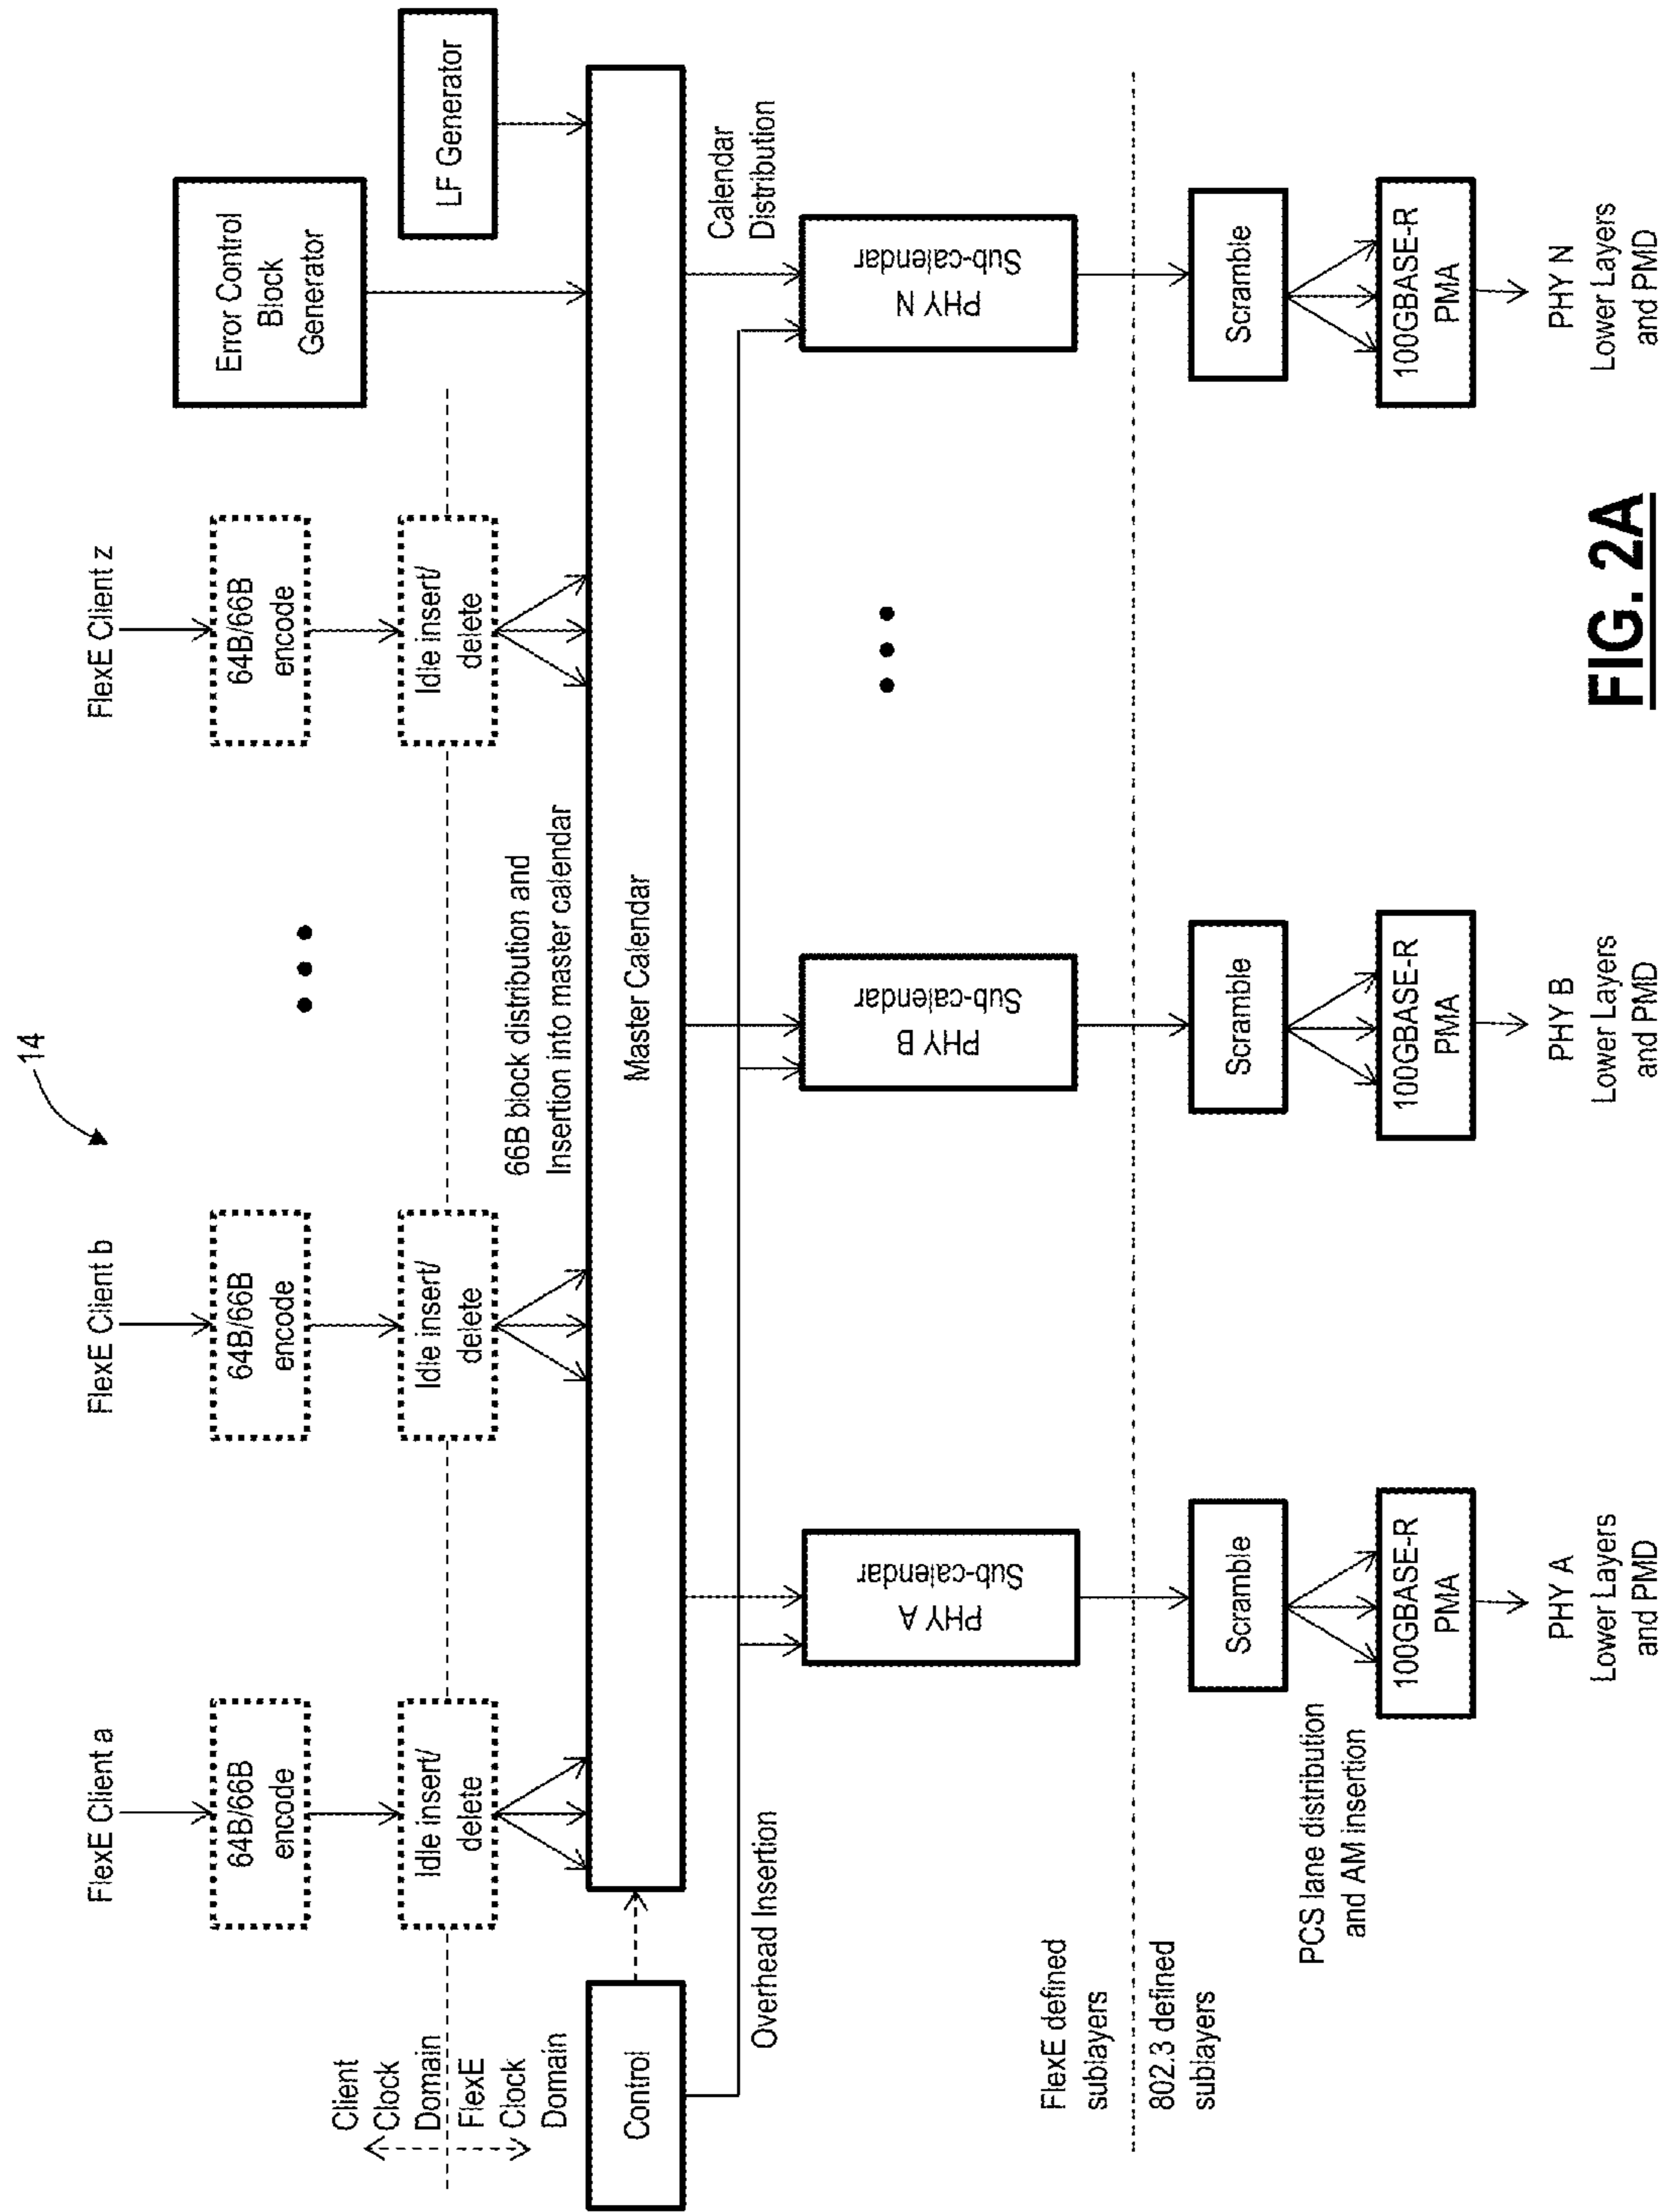 14
FlexE Client a
FlexE Client b
FlexE Client z
64B/66B
encode
64B/66B
encode
64B/66B
encode
Error Control
Block
Generator
LF Generator
Client
Clock
Domain
FlexE
Clock
Domain
Idle insert/
delete
Idle insert/
delete
Idle insert/
delete
66B block distribution and
Insertion into master calendar
Control
Master Calendar
Overhead Insertion
Calendar
Distribution
PHY A
Sub-calendar
PHY B
Sub-calendar
PHY N
Sub-calendar
FlexE defined
sublayers
802.3 defined
sublayers
Scramble
Scramble
Scramble
PCS lane distribution
and AM insertion
100GBASE-R
PMA
100GBASE-R
PMA
100GBASE-R
PMA
PHY A
Lower Layers
and PMD
PHY B
Lower Layers
and PMD
PHY N
Lower Layers
and PMD
FIG. 2A